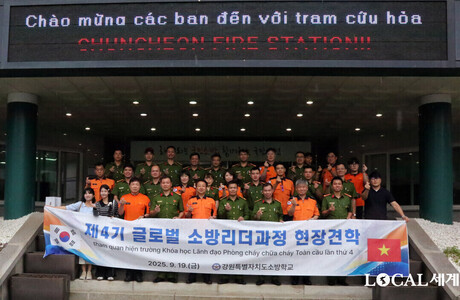 Chào mừng các bạn đến với trạm cứu hỏa
CHUNCHEON FIRE STATION!!
제4기 글로벌 소방리더과정 현장견학
tham quan hiện trường Khóa học Lãnh đạo Phòng cháy chữa cháy Toàn cầu lần thứ 4
2025. 9. 19.(금) 강원특별자치도소방학교
LOCAL세계